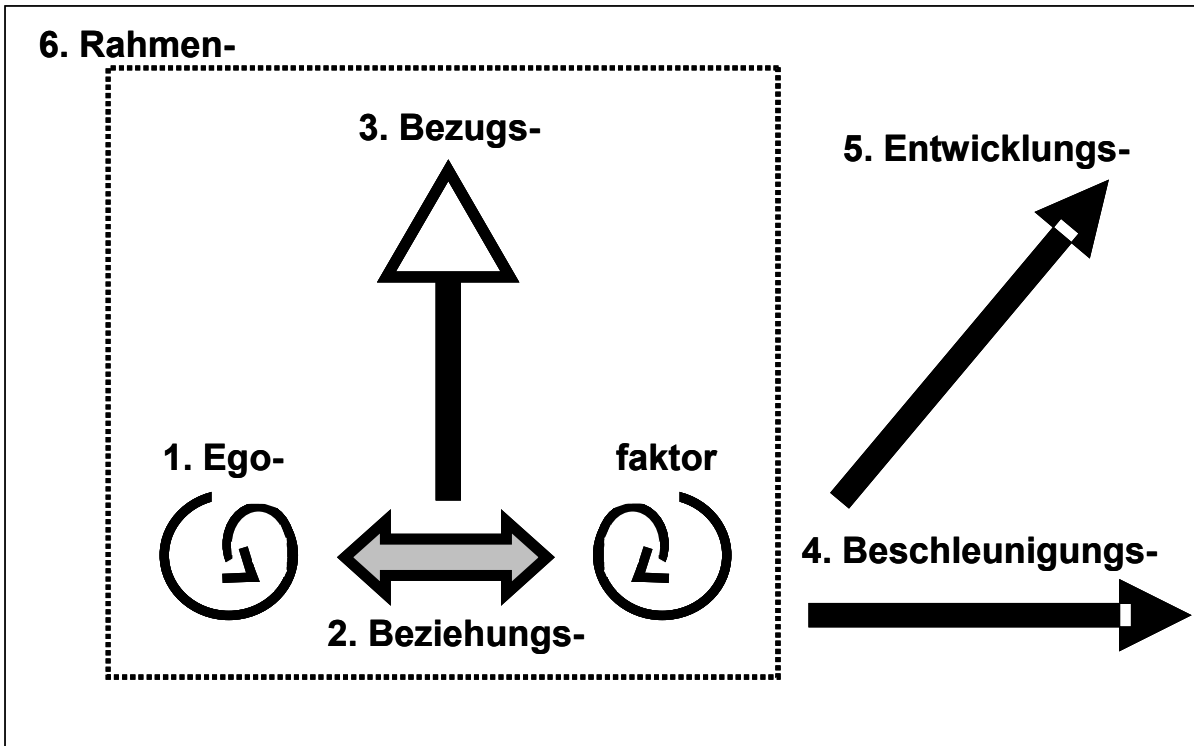 6. Rahmen-
3. Bezugs-
5. Entwicklungs-
1. Ego-
faktor
4. Beschleunigungs-
2. Beziehungs-